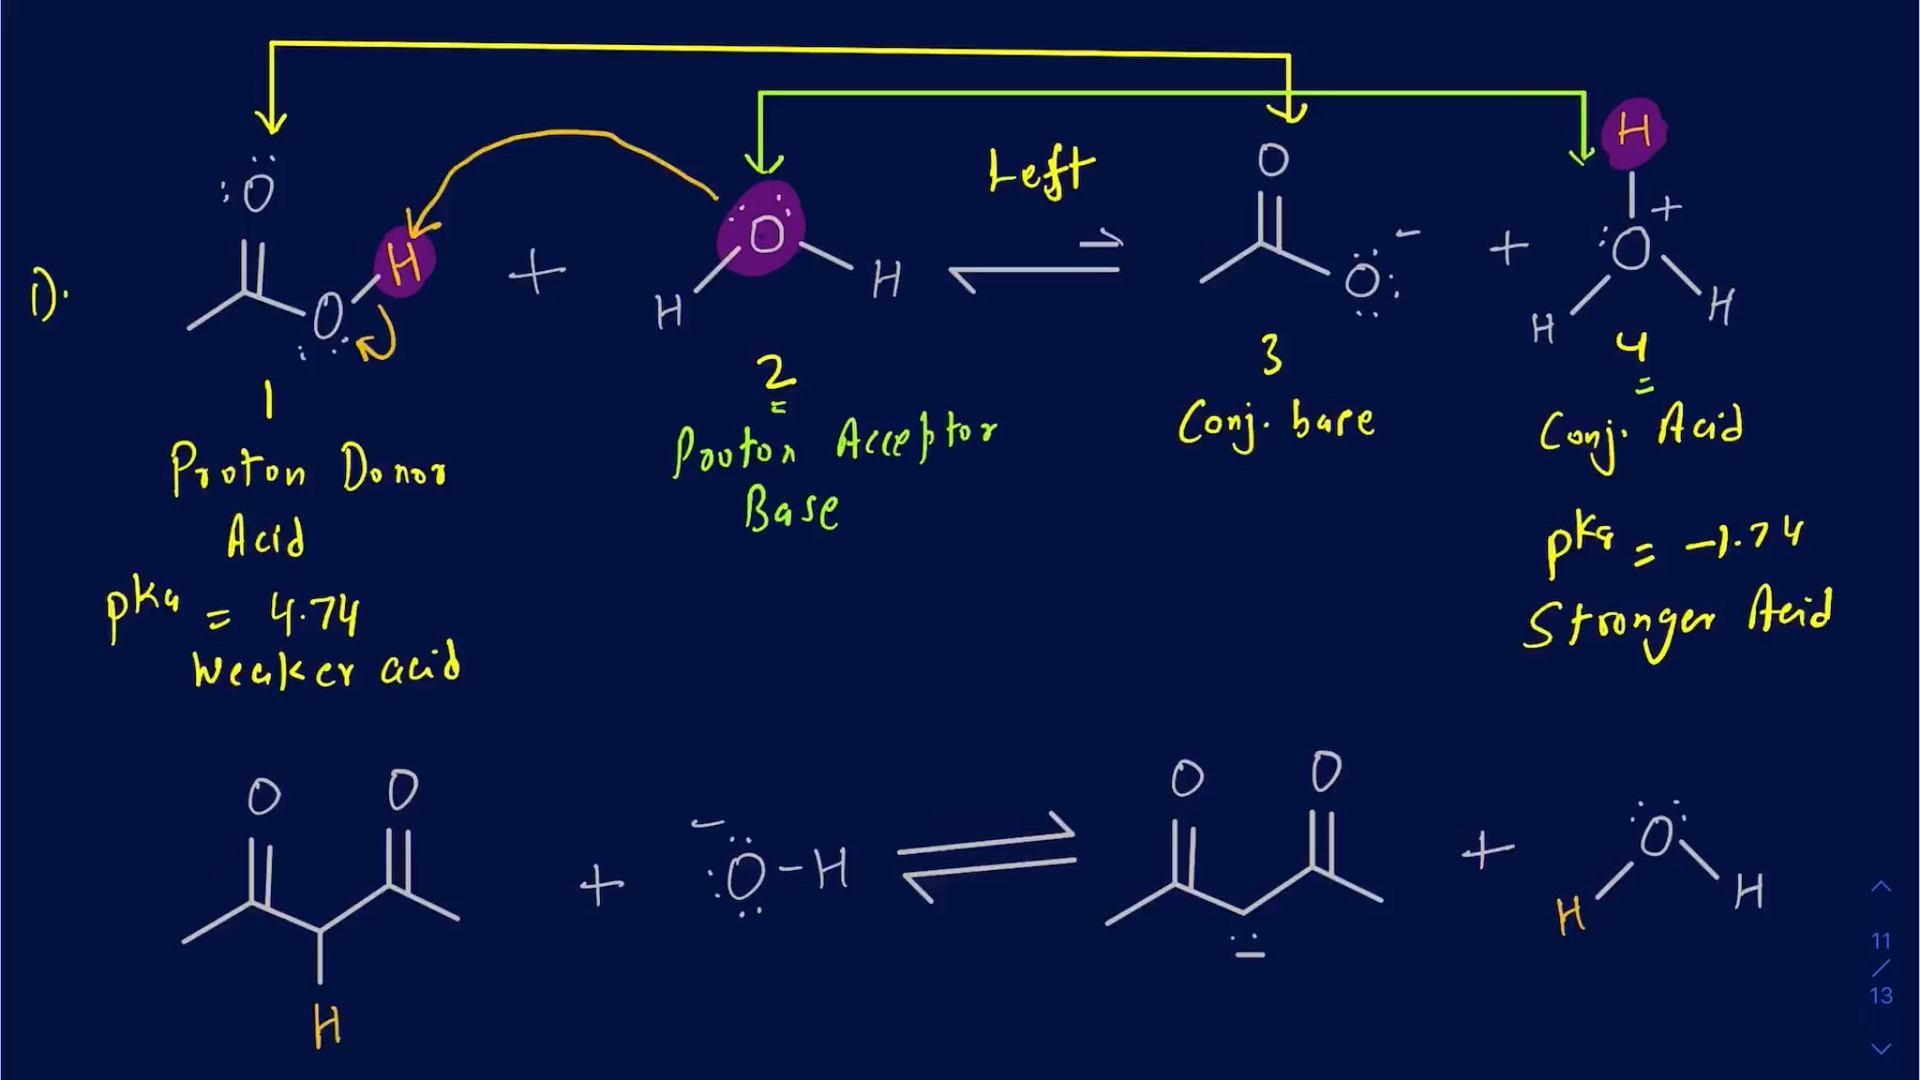 Left
1).
:Ö
H
O
+
O
H
H
O
O
−
+
H
:O
+
H
H
1
2
=
3
4
=
Proton Donor
Acid
Proton Acceptor
Base
Conj. base
Conj. Acid
pka = 4.74
Weaker acid
pka = -1.74
Stronger Acid
O O
H
+
− :O-H
O O
−
+
O
H
H
11
/
13